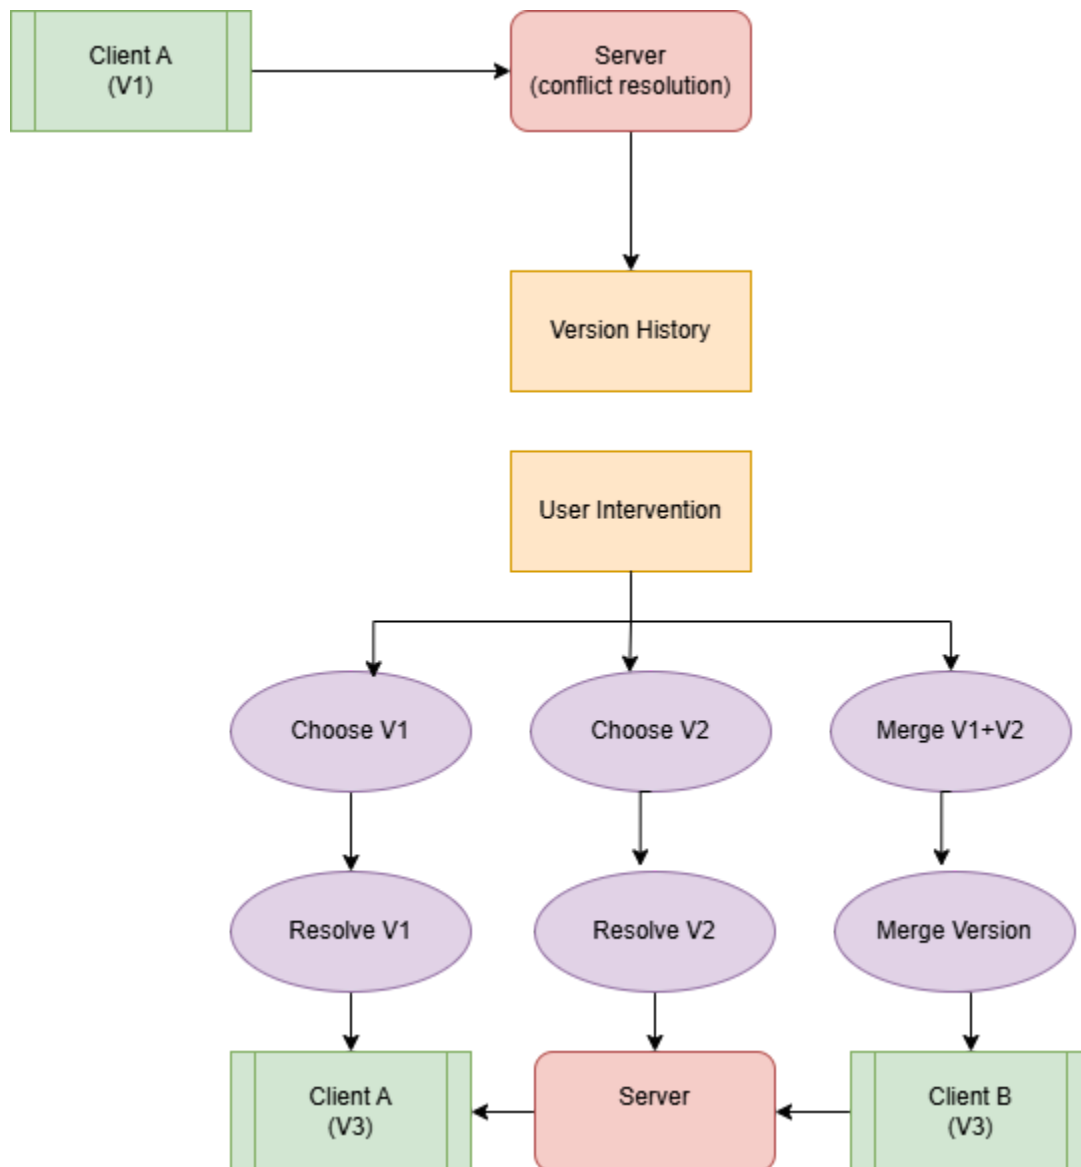 Client A
(V1)
Server
(conflict resolution)
Version History
User Intervention
Choose V1
Choose V2
Merge V1+V2
Resolve V1
Resolve V2
Merge Version
Client A
(V3)
Server
Client B
(V3)